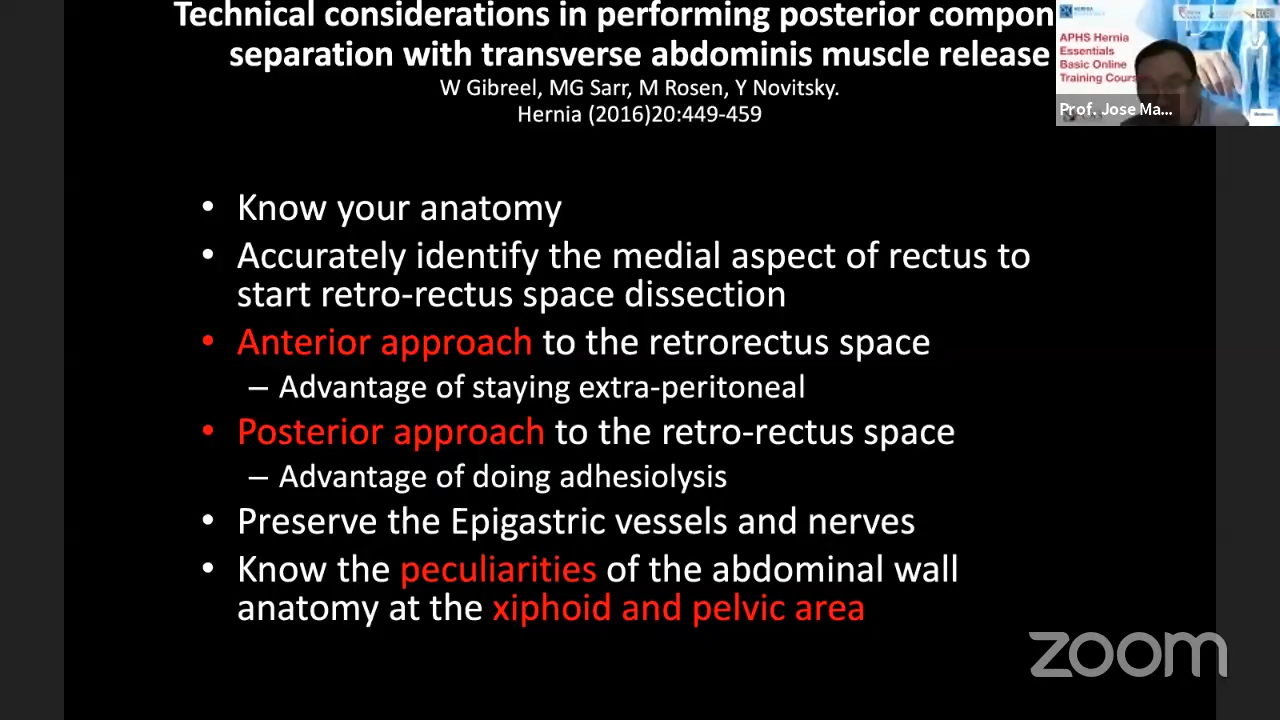 Technical considerations in performing posterior compon
separation with transverse abdominis muscle release
W Gibreel, MG Sarr, M Rosen, Y Novitsky.
Hernia (2016)20:449-459
APHS Hernia
Essentials
Basic Online
Training Cours
Prof. Jose Ma...
• Know your anatomy
• Accurately identify the medial aspect of rectus to
start retro-rectus space dissection
• Anterior approach to the retrorectus space
– Advantage of staying extra-peritoneal
• Posterior approach to the retro-rectus space
– Advantage of doing adhesiolysis
• Preserve the Epigastric vessels and nerves
• Know the peculiarities of the abdominal wall
anatomy at the xiphoid and pelvic area
zoom